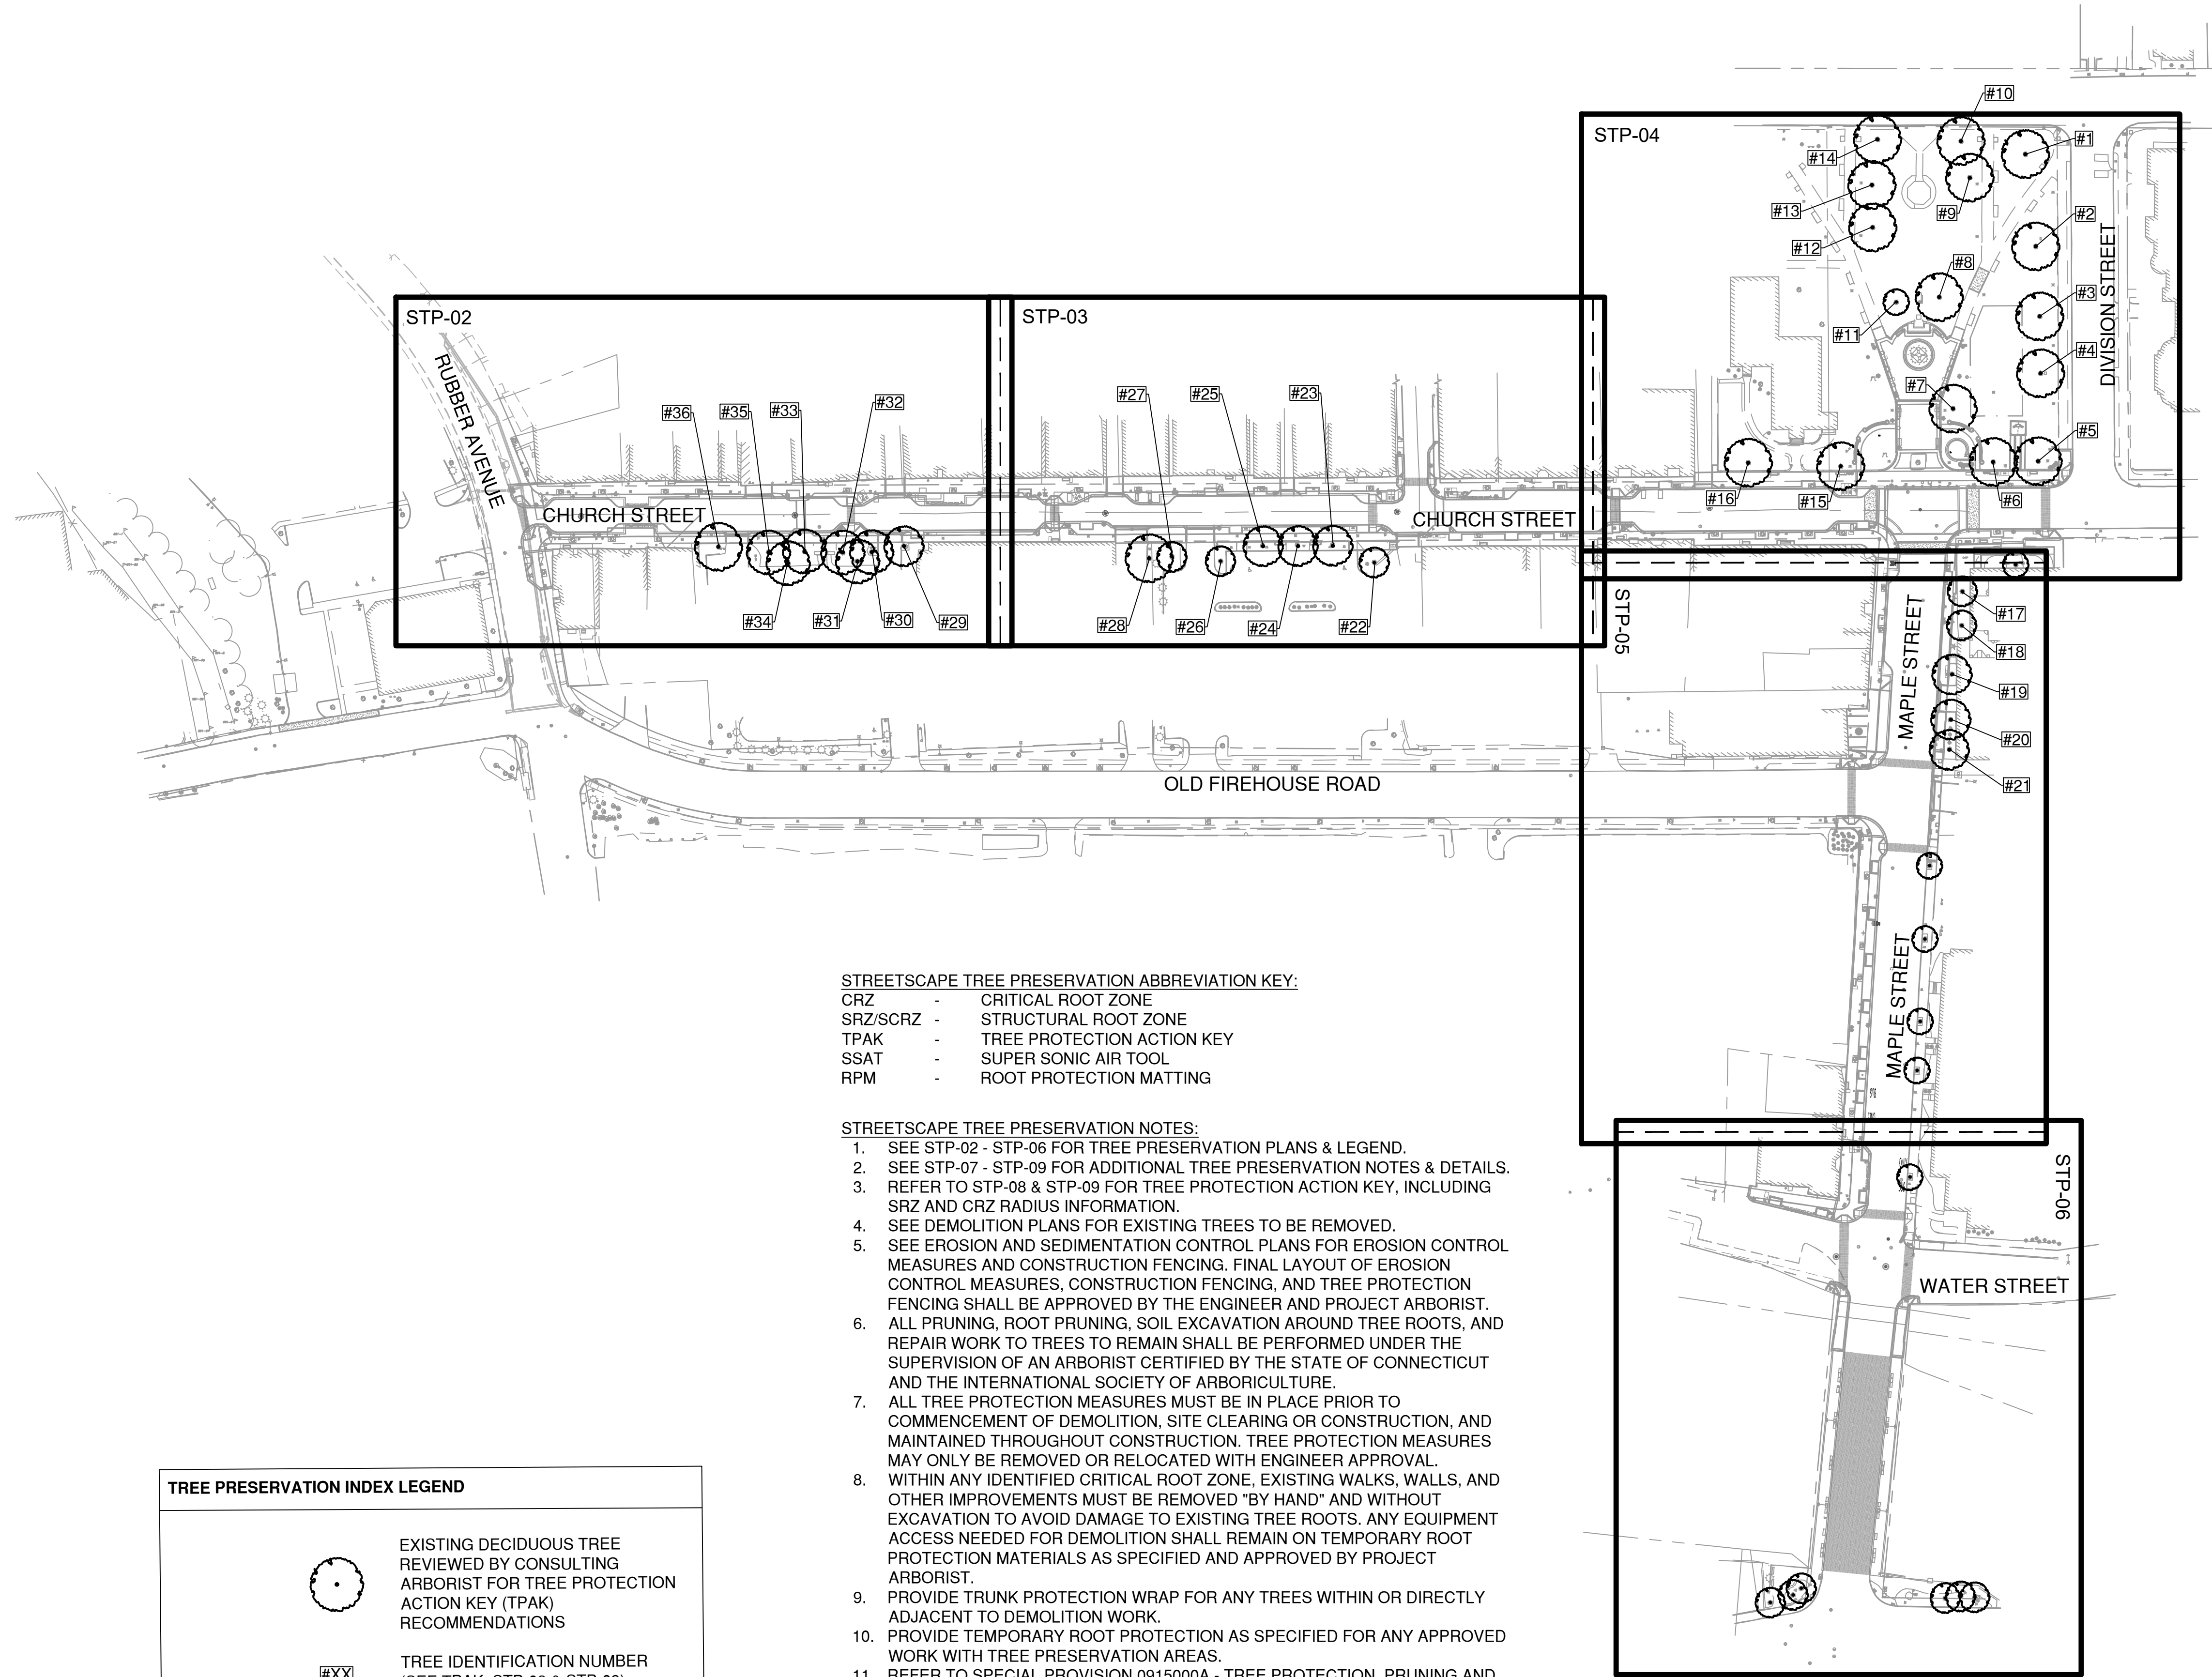 #10
STP-04
#1
#14
#13
#9
#2
#12
#8
DIVISION STREET
#3
#11
#4
#7
#5
#16
#15
#6
STP-02
STP-03
RUBBER AVENUE
#36
#35
#33
#32
#27
#25
#23
CHURCH STREET
CHURCH STREET
#34
#31
#30
#29
#28
#26
#24
#22
STP-05
MAPLE STREET
#17
#18
#19
#20
#21
OLD FIREHOUSE ROAD
MAPLE STREET
STP-06
WATER STREET
STREETSCAPE TREE PRESERVATION ABBREVIATION KEY:
CRZ - CRITICAL ROOT ZONE
SRZ/SCRZ - STRUCTURAL ROOT ZONE
TPAK - TREE PROTECTION ACTION KEY
SSAT - SUPER SONIC AIR TOOL
RPM - ROOT PROTECTION MATTING
STREETSCAPE TREE PRESERVATION NOTES:
1. SEE STP-02 - STP-06 FOR TREE PRESERVATION PLANS & LEGEND.
2. SEE STP-07 - STP-09 FOR ADDITIONAL TREE PRESERVATION NOTES & DETAILS.
3. REFER TO STP-08 & STP-09 FOR TREE PROTECTION ACTION KEY, INCLUDING
SRZ AND CRZ RADIUS INFORMATION.
4. SEE DEMOLITION PLANS FOR EXISTING TREES TO BE REMOVED.
5. SEE EROSION AND SEDIMENTATION CONTROL PLANS FOR EROSION CONTROL
MEASURES AND CONSTRUCTION FENCING. FINAL LAYOUT OF EROSION
CONTROL MEASURES, CONSTRUCTION FENCING, AND TREE PROTECTION
FENCING SHALL BE APPROVED BY THE ENGINEER AND PROJECT ARBORIST.
6. ALL PRUNING, ROOT PRUNING, SOIL EXCAVATION AROUND TREE ROOTS, AND
REPAIR WORK TO TREES TO REMAIN SHALL BE PERFORMED UNDER THE
SUPERVISION OF AN ARBORIST CERTIFIED BY THE STATE OF CONNECTICUT
AND THE INTERNATIONAL SOCIETY OF ARBORICULTURE.
7. ALL TREE PROTECTION MEASURES MUST BE IN PLACE PRIOR TO
COMMENCEMENT OF DEMOLITION, SITE CLEARING OR CONSTRUCTION, AND
MAINTAINED THROUGHOUT CONSTRUCTION. TREE PROTECTION MEASURES
MAY ONLY BE REMOVED OR RELOCATED WITH ENGINEER APPROVAL.
8. WITHIN ANY IDENTIFIED CRITICAL ROOT ZONE, EXISTING WALKS, WALLS, AND
OTHER IMPROVEMENTS MUST BE REMOVED "BY HAND" AND WITHOUT
EXCAVATION TO AVOID DAMAGE TO EXISTING TREE ROOTS. ANY EQUIPMENT
ACCESS NEEDED FOR DEMOLITION SHALL REMAIN ON TEMPORARY ROOT
PROTECTION MATERIALS AS SPECIFIED AND APPROVED BY PROJECT
ARBORIST.
9. PROVIDE TRUNK PROTECTION WRAP FOR ANY TREES WITHIN OR DIRECTLY
ADJACENT TO DEMOLITION WORK.
10. PROVIDE TEMPORARY ROOT PROTECTION AS SPECIFIED FOR ANY APPROVED
WORK WITH TREE PRESERVATION AREAS.
11. REFER TO SPECIAL PROVISION 0915000A - TREE PROTECTION, PRUNING AND
TREE PRESERVATION INDEX LEGEND
EXISTING DECIDUOUS TREE
REVIEWED BY CONSULTING
ARBORIST FOR TREE PROTECTION
ACTION KEY (TPAK)
RECOMMENDATIONS
#XX
TREE IDENTIFICATION NUMBER